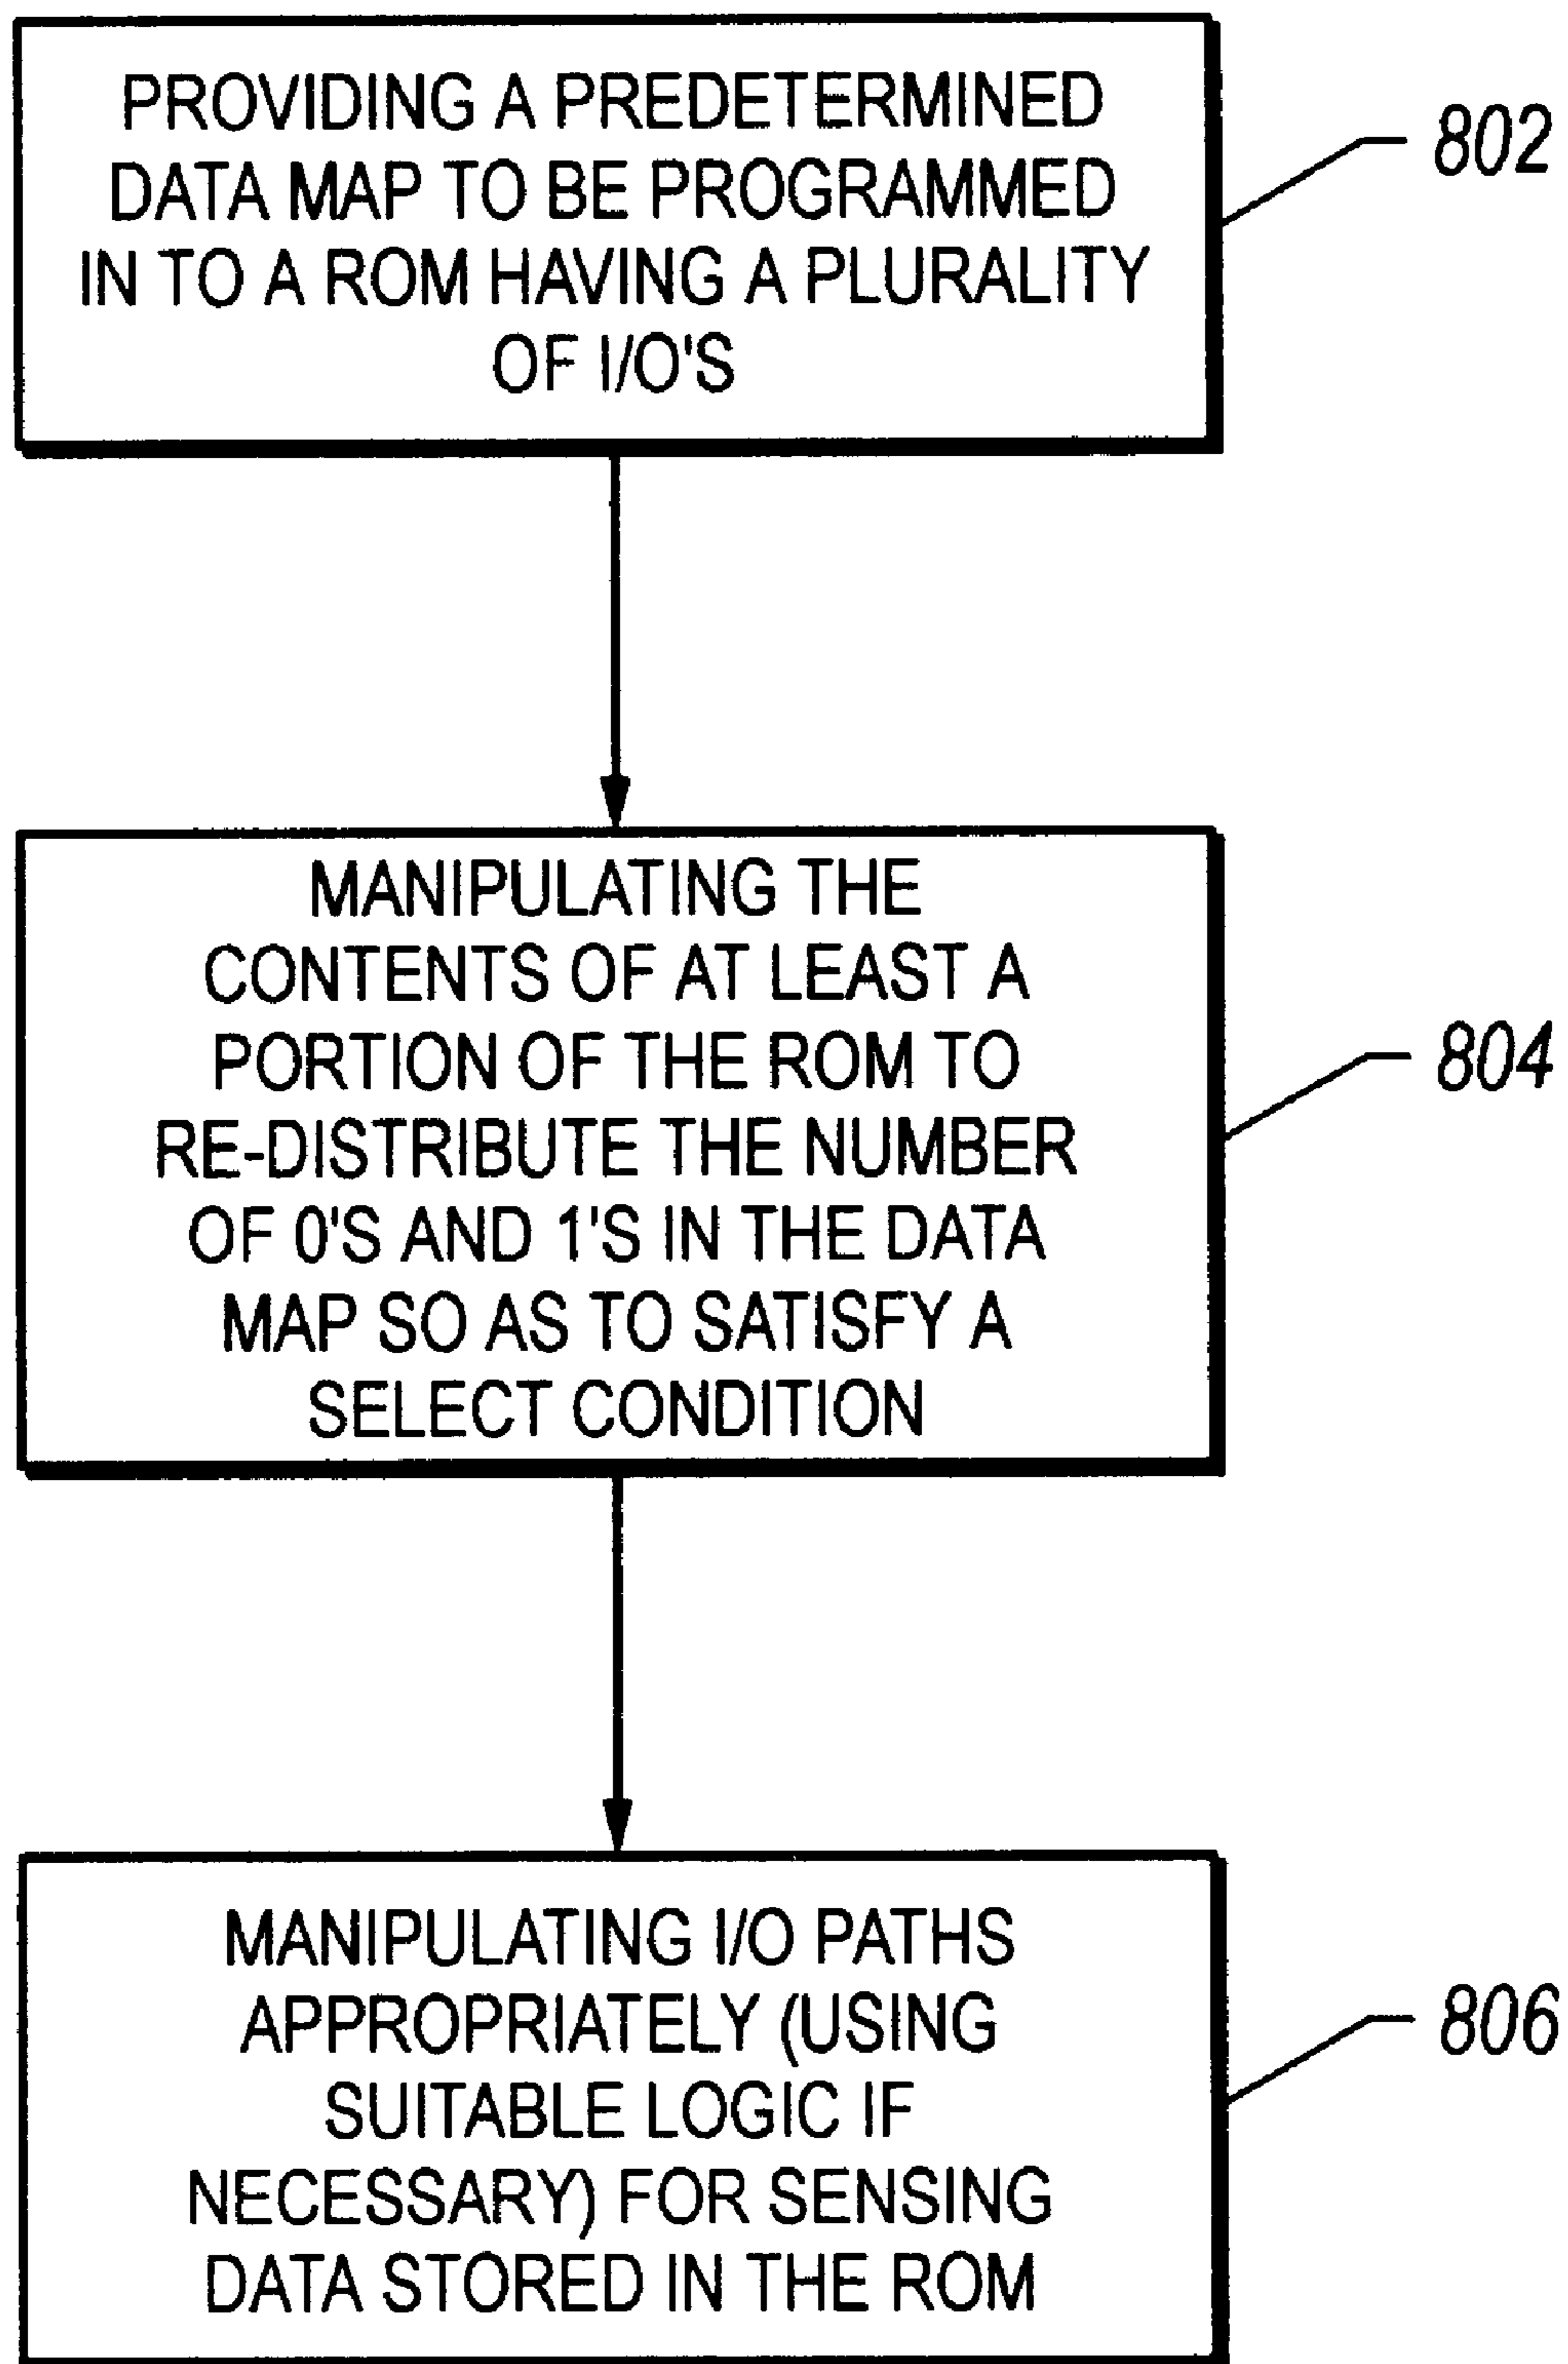 PROVIDING A PREDETERMINED
DATA MAP TO BE PROGRAMMED
IN TO A ROM HAVING A PLURALITY
OF I/O'S
802
MANIPULATING THE
CONTENTS OF AT LEAST A
PORTION OF THE ROM TO
RE-DISTRIBUTE THE NUMBER
OF 0'S AND 1'S IN THE DATA
MAP SO AS TO SATISFY A
SELECT CONDITION
804
MANIPULATING I/O PATHS
APPROPRIATELY (USING
SUITABLE LOGIC IF
NECESSARY) FOR SENSING
DATA STORED IN THE ROM
806